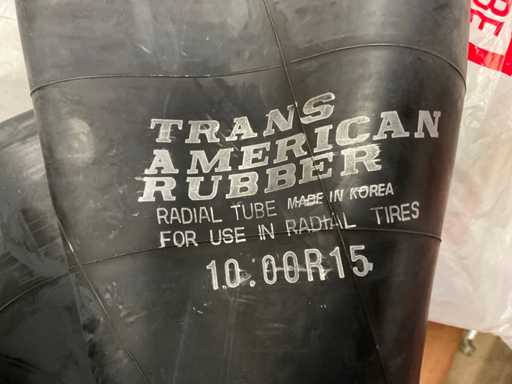 TRANS
AMERICAN
RUBBER
RADIAL TUBE MADE IN KOREA
FOR USE IN RADIAL TIRES
10.00R15